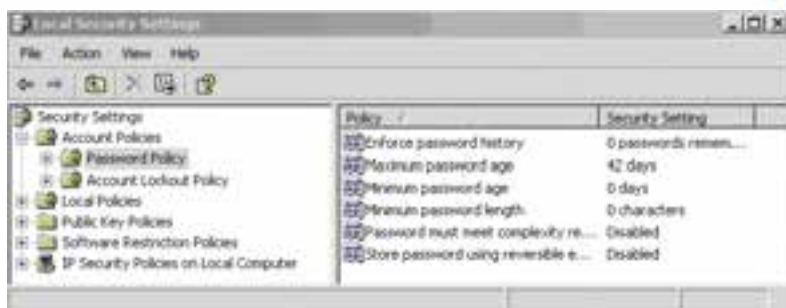 Local Security Settings
File Action View Help
Security Settings
Account Policies
Password Policy
Account Lockout Policy
Local Policies
Public Key Policies
Software Restriction Policies
IP Security Policies on Local Computer
Policy Security Setting
Enforce password history 0 passwords remem...
Maximum password age 42 days
Minimum password age 0 days
Minimum password length 0 characters
Password must meet complexity re... Disabled
Store password using reversible e... Disabled